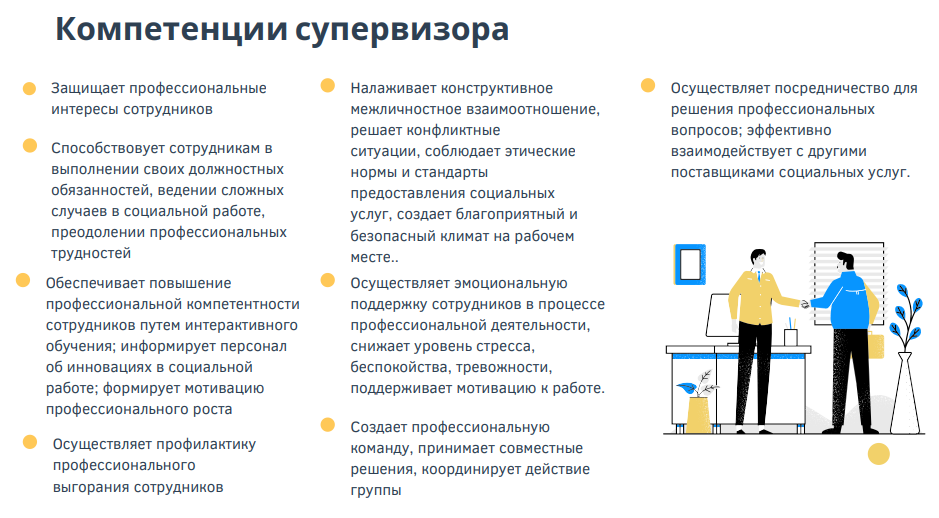 Компетенции супервизора
Защищает профессиональные
интересы сотрудников
Способствовует сотрудникам в
выполнении своих должностных
обязанностей, ведении сложных
случаев в социальной работе,
преодолении профессиональных
трудностей
Обеспечивает повышение
профессиональной компетентности
сотрудников путем интерактивного
обучения; информирует персонал
об инновациях в социальной
работе; формирует мотивацию
профессионального роста
Осуществляет профилактику
профессионального
выгорания сотрудников
Налаживает конструктивное
межличностное взаимоотношение,
решает конфликтные
ситуации, соблюдает этические
нормы и стандарты
предоставления социальных
услуг, создает благоприятный и
безопасный климат на рабочем
месте..
Осуществляет эмоциональную
поддержку сотрудников в процессе
профессиональной деятельности,
снижает уровень стресса,
беспокойства, тревожности,
поддерживает мотивацию к работе.
Создает профессиональную
команду, принимает совместные
решения, координирует действие
группы
Осуществляет посредничество для
решения профессиональных
вопросов; эффективно
взаимодействует с другими
поставщиками социальных услуг.